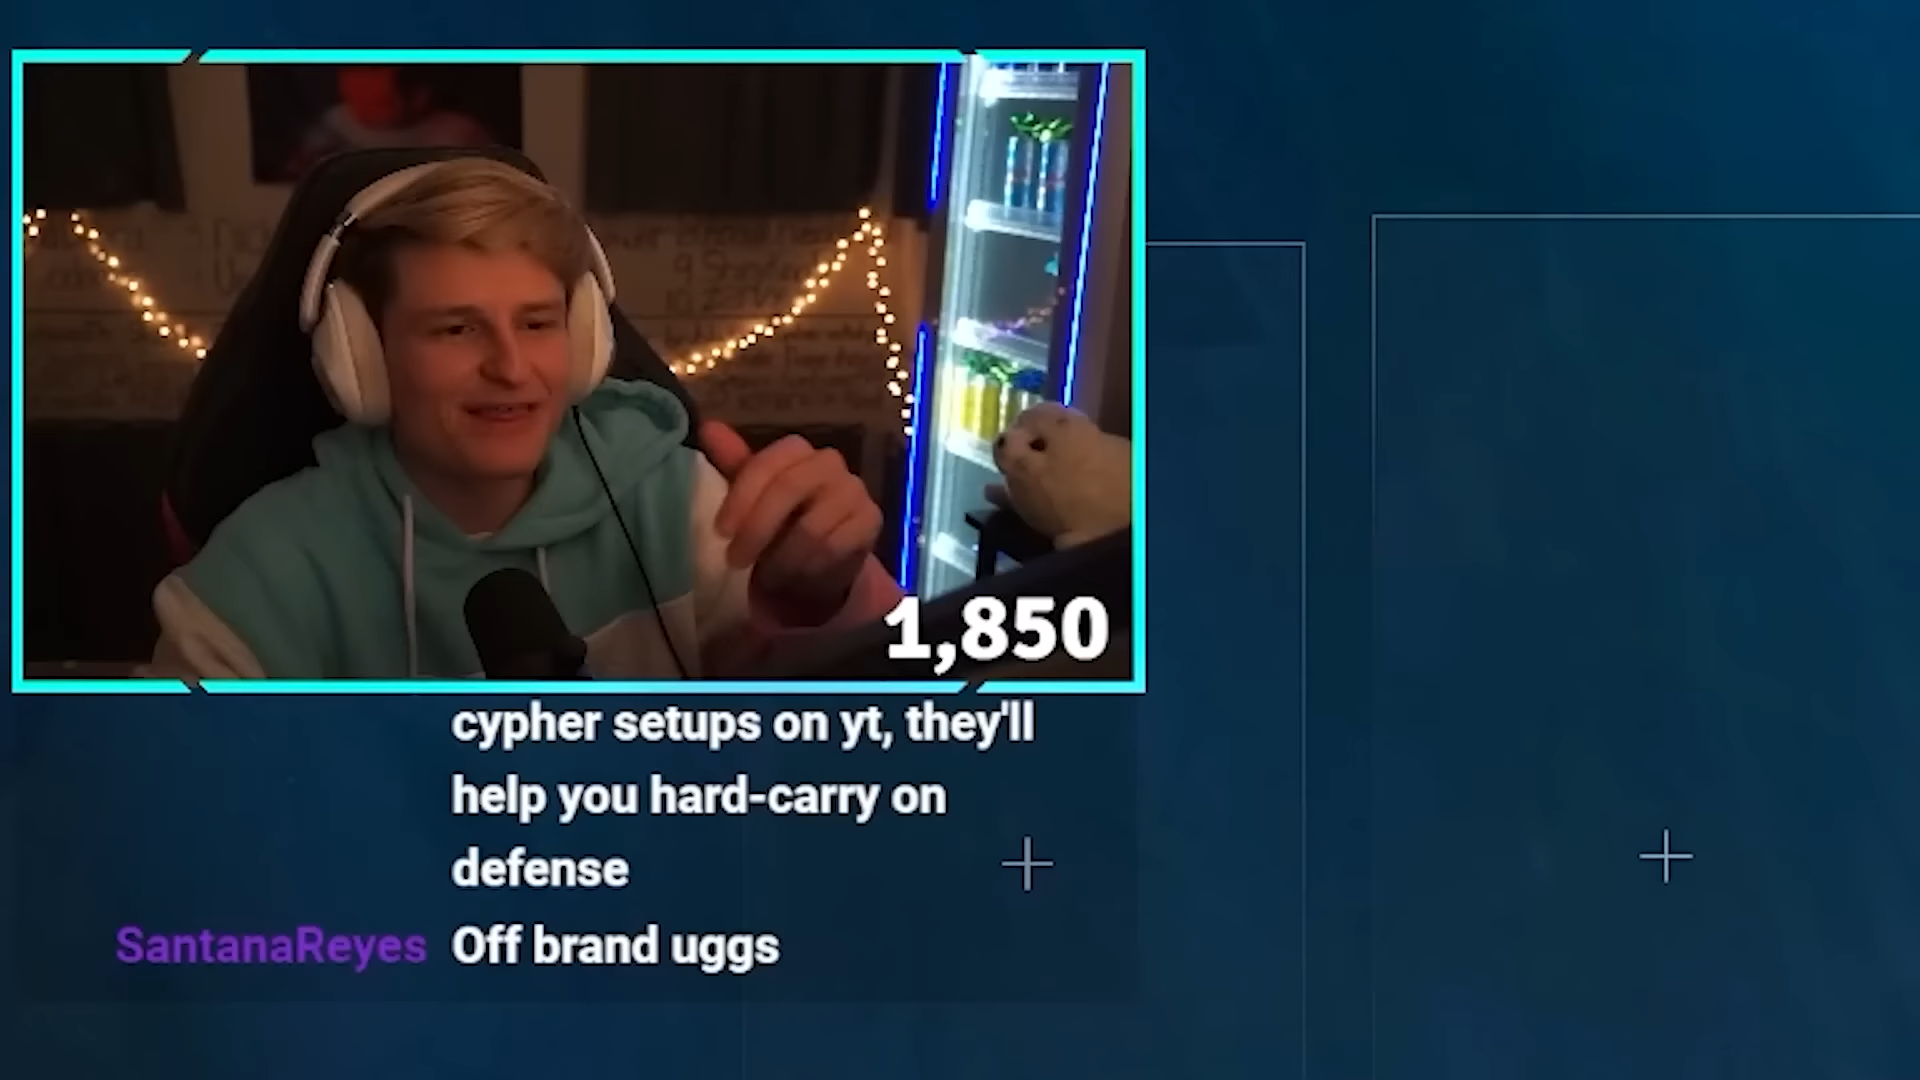 1,850
cypher setups on yt, they'll
help you hard-carry on
defense
SantanaReyes Off brand uggs